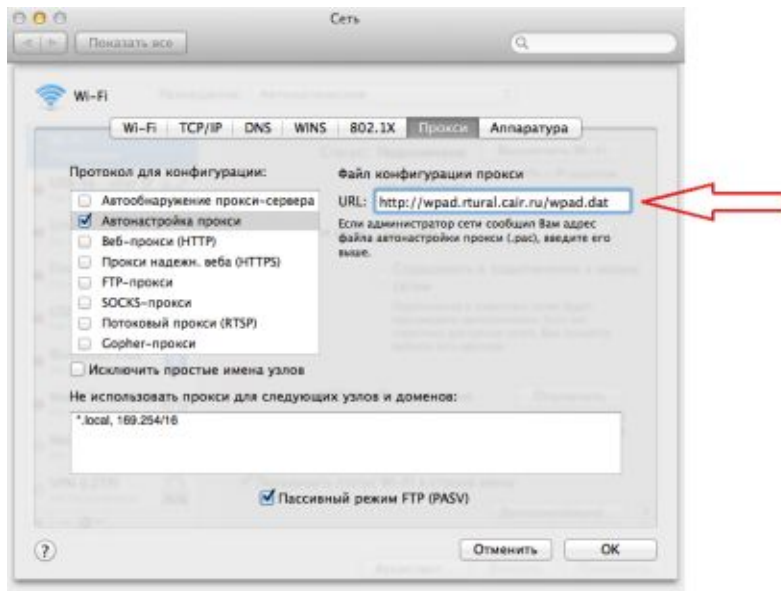 Сеть
Показать все
Wi-Fi
Wi-Fi TCP/IP DNS WINS 802.1X Прокси Аппаратура
Протокол для конфигурации:
Автообнаружение прокси-сервера
Автонастройка прокси
Веб-прокси (HTTP)
Прокси надежн. веба (HTTPS)
FTP-прокси
SOCKS-прокси
Потоковый прокси (RTSP)
Gopher-прокси
Исключить простые имена узлов
Файл конфигурации прокси
URL: http://wpad.rtural.cair.ru/wpad.dat
Если администратор сети сообщил Вам адрес
файла автонастройки прокси (.pac), введите его
выше.
Не использовать прокси для следующих узлов и доменов:
*.local, 169.254/16
Пассивный режим FTP (PASV)
?
Отменить OK